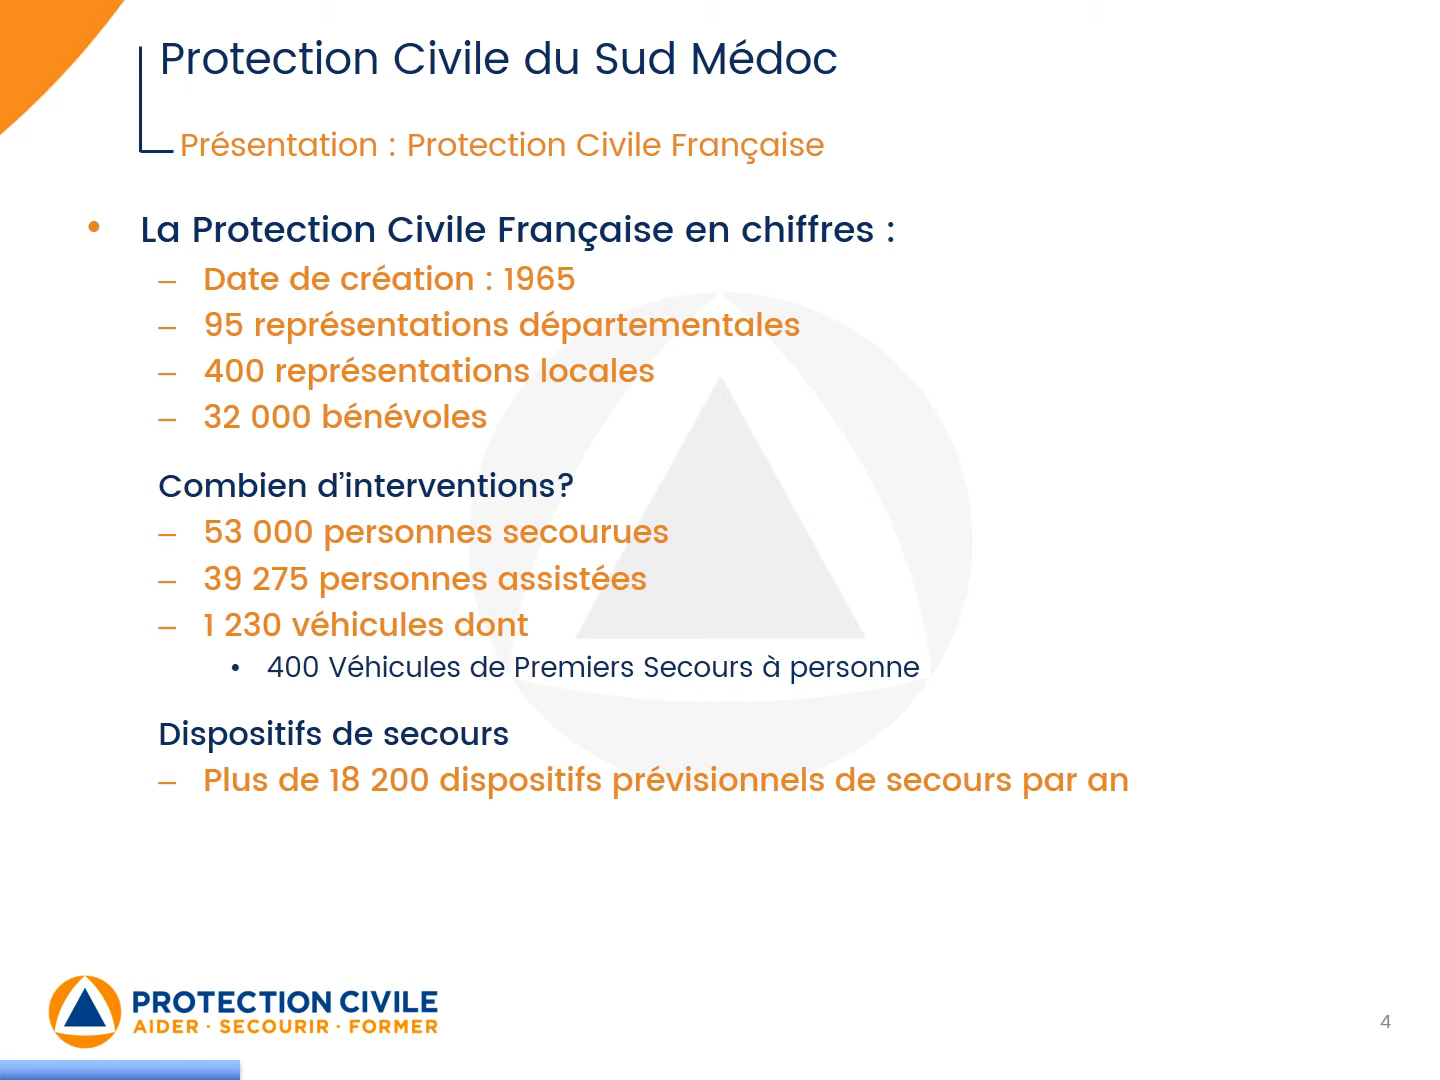 Protection Civile du Sud Médoc
Présentation : Protection Civile Française
• La Protection Civile Française en chiffres :
– Date de création : 1965
– 95 représentations départementales
– 400 représentations locales
– 32 000 bénévoles
Combien d’interventions?
– 53 000 personnes secourues
– 39 275 personnes assistées
– 1 230 véhicules dont
• 400 Véhicules de Premiers Secours à personne
Dispositifs de secours
– Plus de 18 200 dispositifs prévisionnels de secours par an
PROTECTION CIVILE
AIDER · SECOURIR · FORMER
4